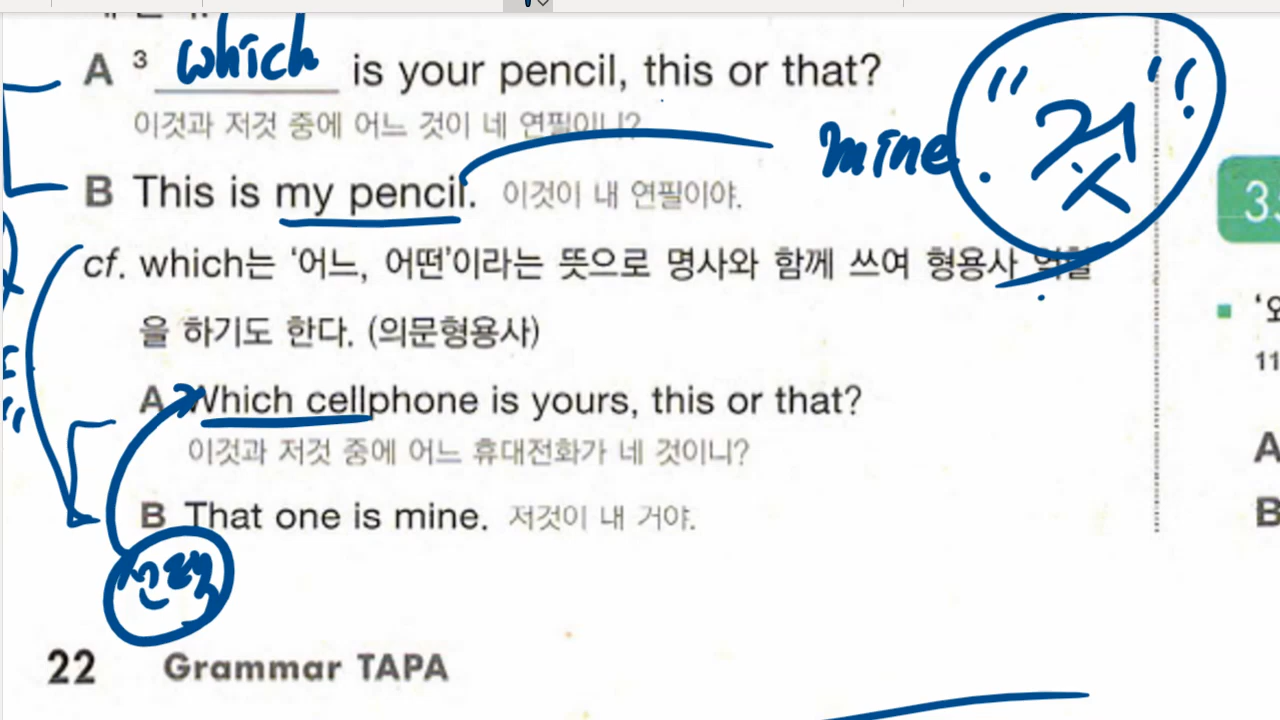 A 3 which is your pencil, this or that?
이것과 저것 중에 어느 것이 네 연필이니?
B This is my pencil. 이것이 내 연필이야.
mine
" 것 "
cf. which는 '어느, 어떤'이라는 뜻으로 명사와 함께 쓰여 형용사 역할
을 하기도 한다. (의문형용사)
A Which cellphone is yours, this or that?
이것과 저것 중에 어느 휴대전화가 네 것이니?
B That one is mine. 저것이 내 거야.
선택
22 Grammar TAPA
3
11
A
B